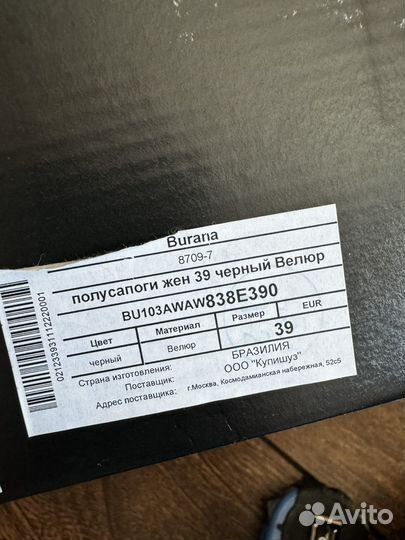 Burana
8709-7
полусапоги жен 39 черный Велюр
BU103AWAW838E390
Цвет Материал Размер EUR
черный Велюр 39
Страна изготовления: БРАЗИЛИЯ
Поставщик: ООО "Купишуз"
Адрес поставщика: г.Москва, Космодамианская набережная, 52с5
021233931112220001
Avito